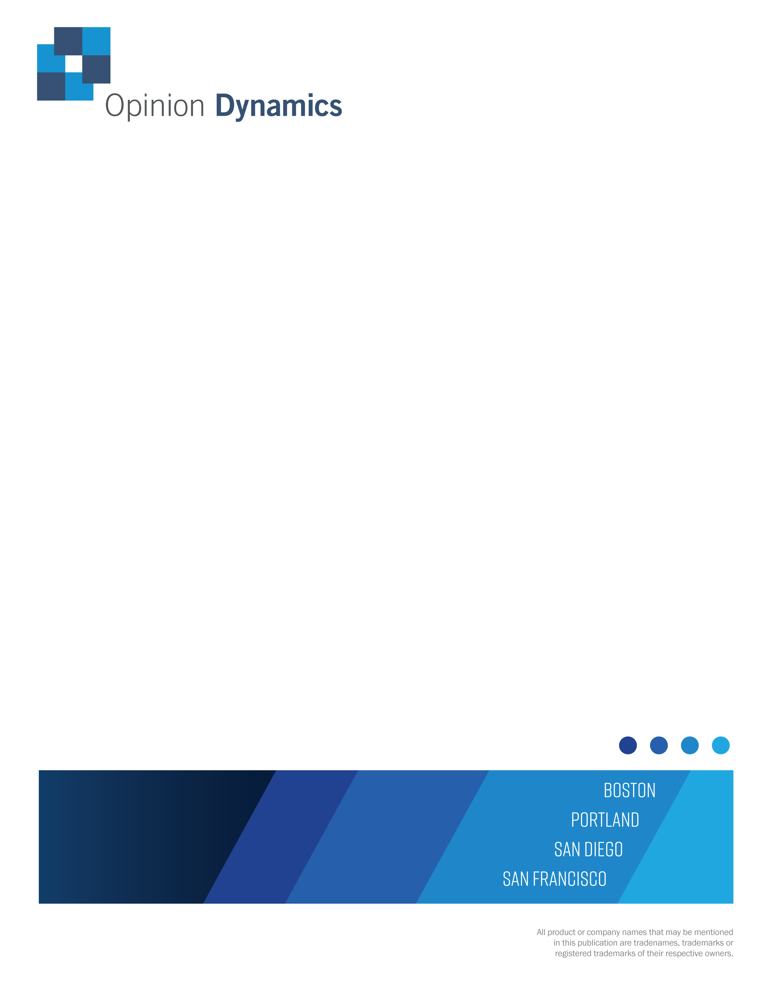 Opinion Dynamics
BOSTON
PORTLAND
SAN DIEGO
SAN FRANCISCO
All product or company names that may be mentioned
in this publication are tradenames, trademarks or
registered trademarks of their respective owners.